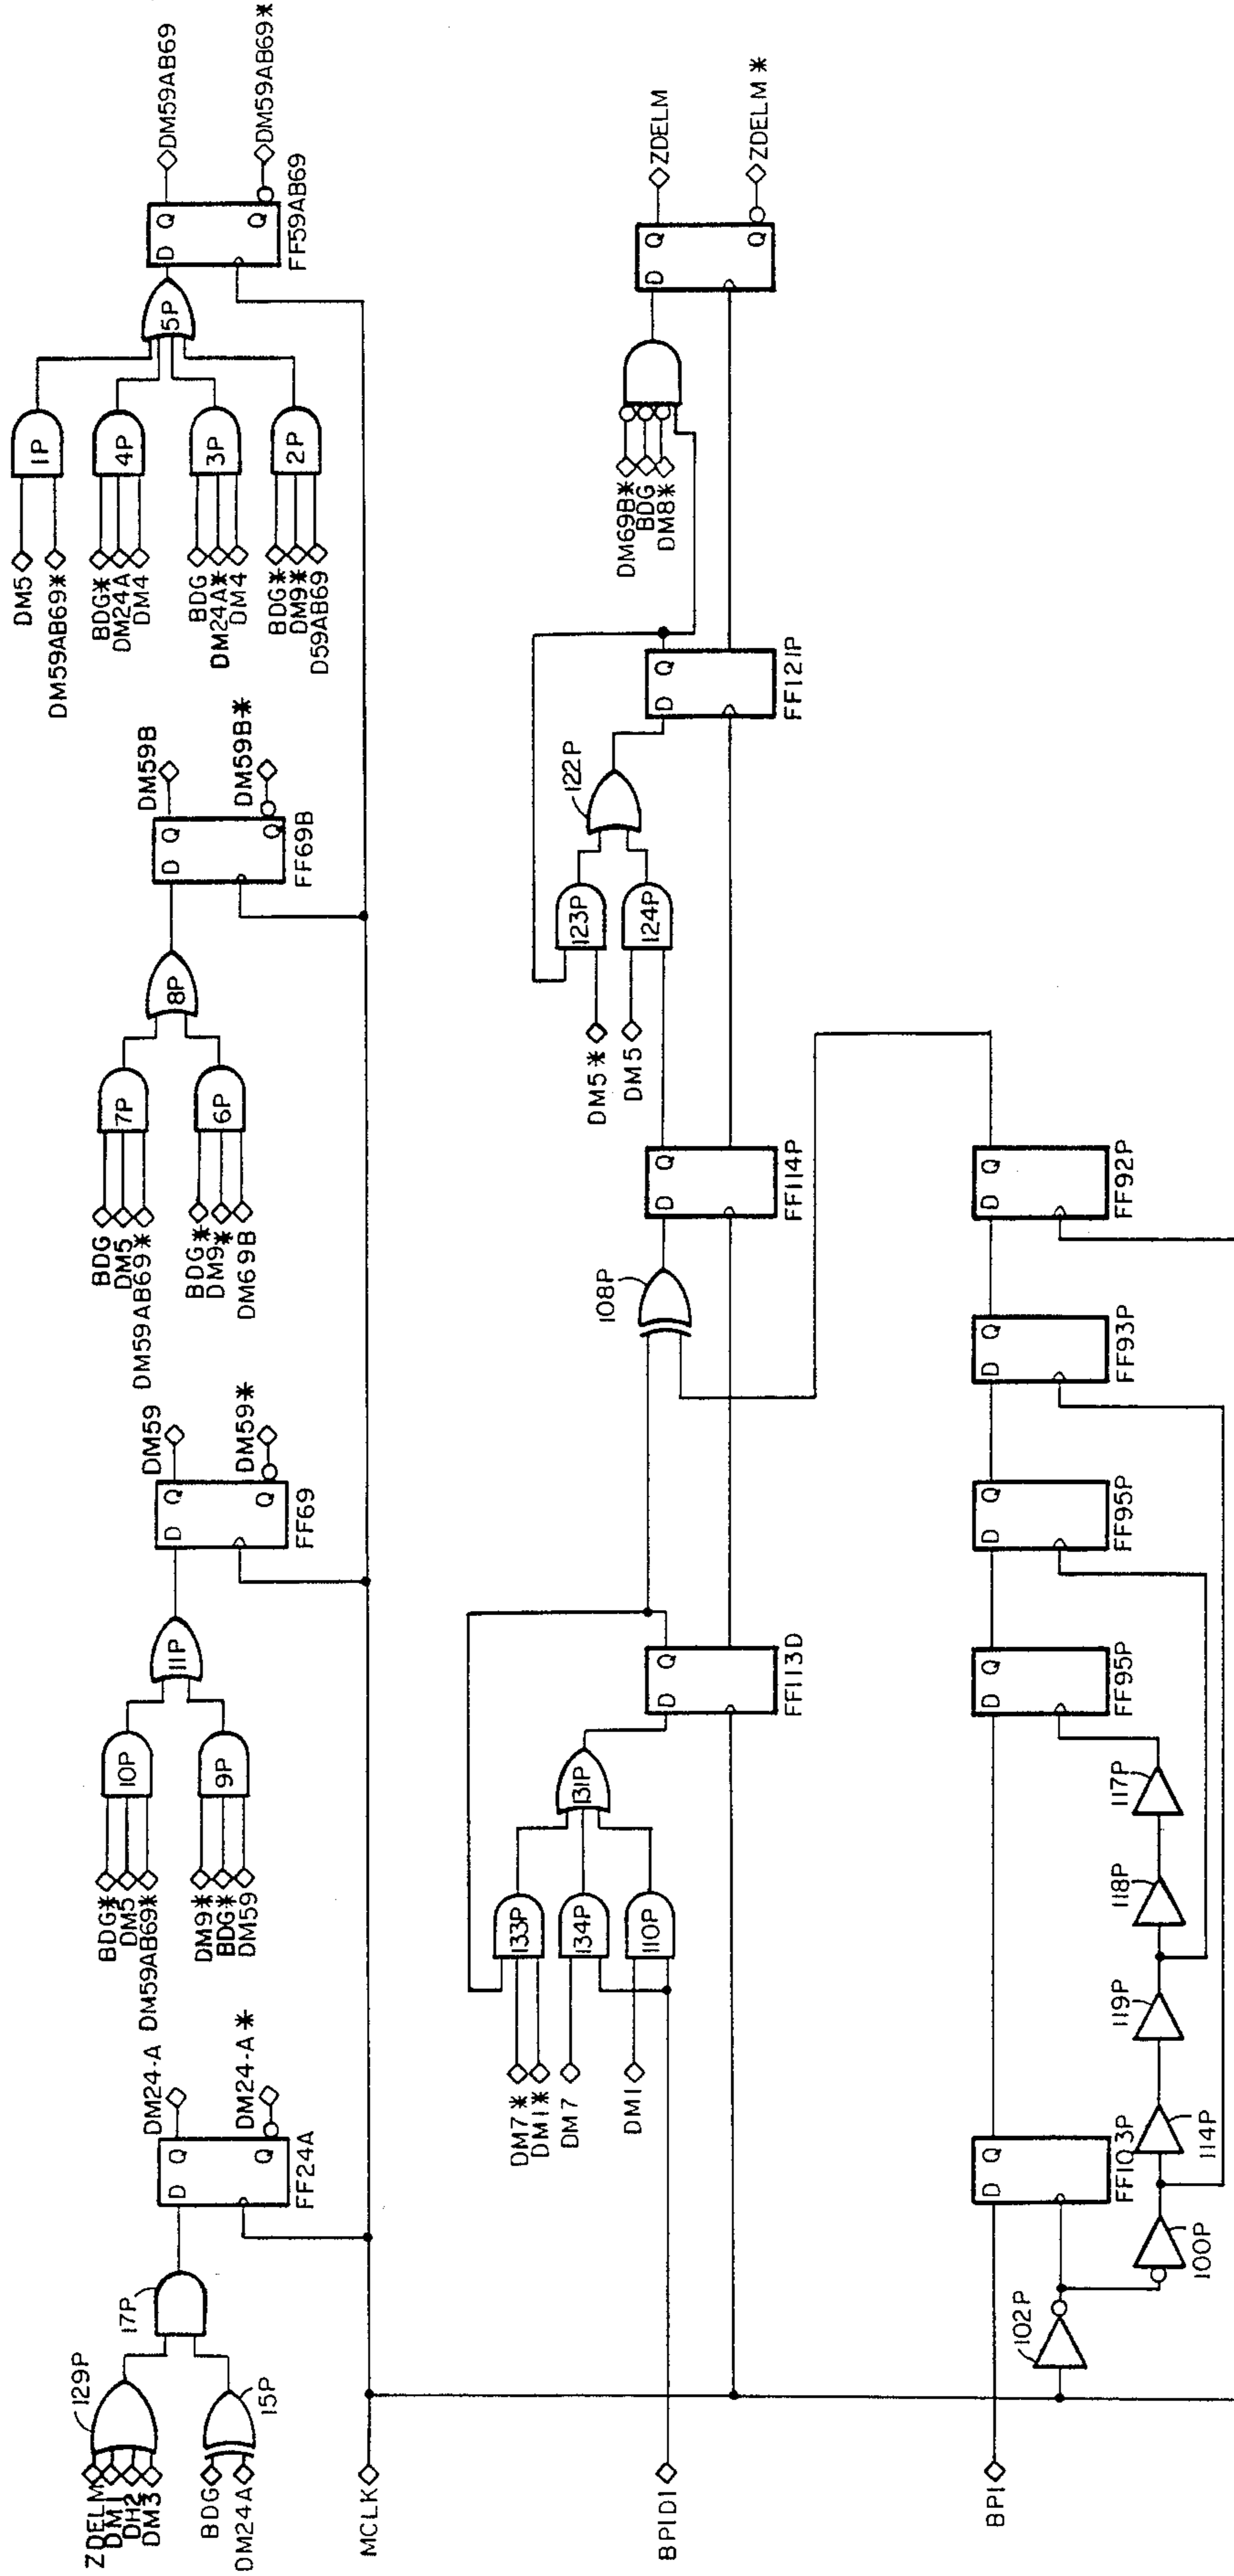 ZDELM
DM1
DH2
DM3
129P
BDG
DM24A
15P
17P
D
Q
Q
FF24A
DM24-A
DM24-A*
BDG*
DM5
DM59AB69*
10P
DM9*
BDG*
DM59
9P
11P
D
Q
Q
FF69
DM59
DM59*
BDG
DM5
DM59AB69*
7P
BDG*
DM9*
DM69B
6P
8P
D
Q
Q
FF69B
DM59B
DM59B*
DM5
DM59AB69*
1P
BDG*
DM24A
DM4
4P
BDG
DM24A*
DM4
3P
BDG*
DM9*
D59AB69
2P
5P
D
Q
Q
FF59AB69
DM59AB69
DM59AB69*
MCLK
DM7*
DM1*
DM7
DM1
133P
134P
110P
131P
D
Q
FF113D
BPID1
108P
D
Q
FF114P
DM5*
DM5
123P
124P
122P
D
Q
FF121P
DM69B*
BDG
DM8*
D
Q
Q
ZDELM
ZDELM*
BPI
102P
D
Q
FF103P
100P
114P
119P
118P
117P
D
Q
FF95P
D
Q
FF95P
D
Q
FF93P
D
Q
FF92P